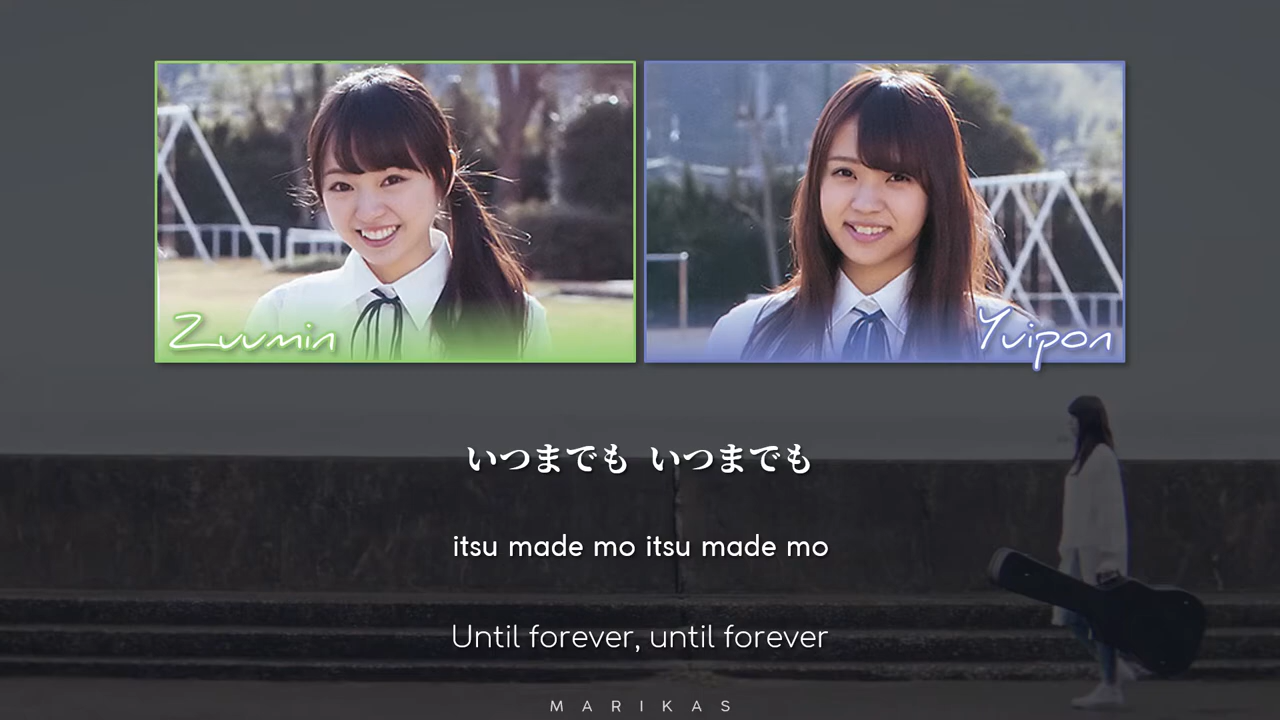 Zuumin
Yuipon
いつまでも いつまでも
itsu made mo itsu made mo
Until forever, until forever
MARIKAS